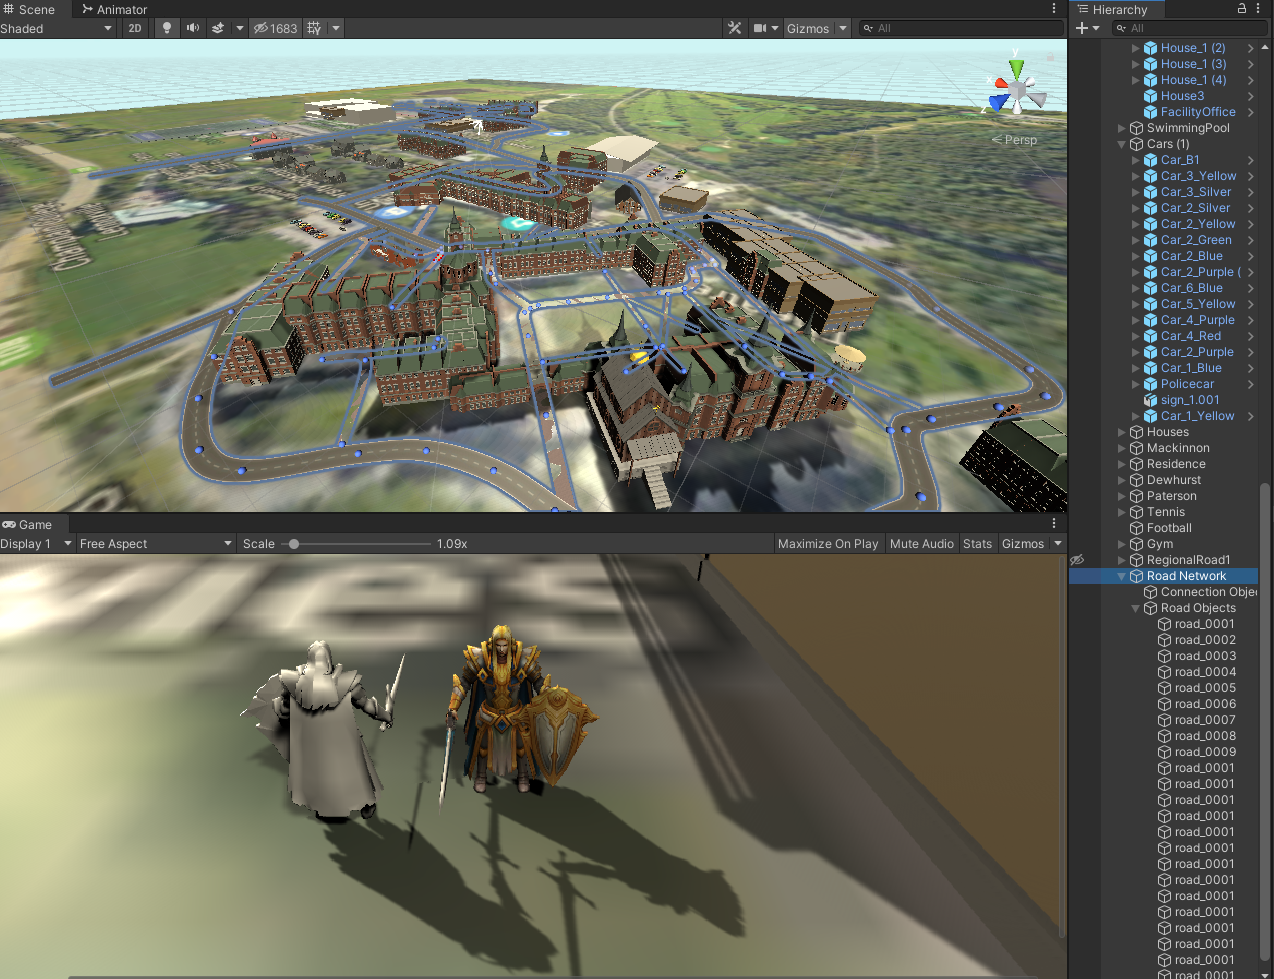 Scene
Animator
Shaded
2D
1683
Gizmos
All
y
x
Persp
Game
Display 1
Free Aspect
Scale
1.09x
Maximize On Play
Mute Audio
Stats
Gizmos
Hierarchy
All
House_1 (2)
House_1 (3)
House_1 (4)
House3
FacilityOffice
SwimmingPool
Cars (1)
Car_B1
Car_3_Yellow
Car_3_Silver
Car_2_Silver
Car_2_Yellow
Car_2_Green
Car_2_Blue
Car_2_Purple (
Car_6_Blue
Car_5_Yellow
Car_4_Purple
Car_4_Red
Car_2_Purple
Car_1_Blue
Policecar
sign_1.001
Car_1_Yellow
Houses
Mackinnon
Residence
Dewhurst
Paterson
Tennis
Football
Gym
RegionalRoad1
Road Network
Connection Obje
Road Objects
road_0001
road_0002
road_0003
road_0004
road_0005
road_0006
road_0007
road_0008
road_0009
road_0001
road_0001
road_0001
road_0001
road_0001
road_0001
road_0001
road_0001
road_0001
road_0001
road_0001
road_0001
road_0001
road_0001